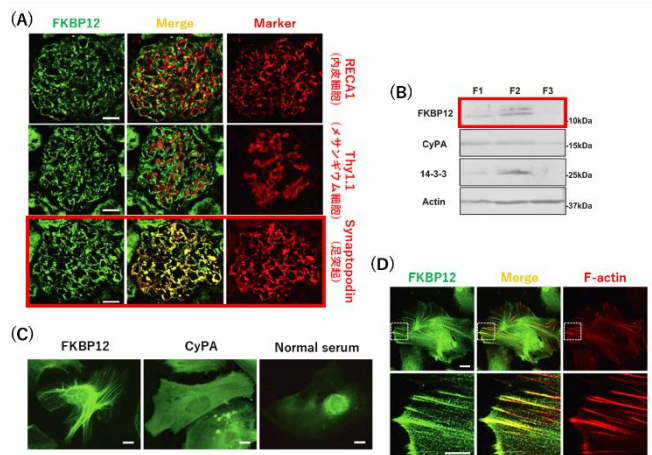 (A)
FKBP12 Merge Marker
RECA1
(内皮細胞)
Thy1.1
(メサンギウム細胞)
Synaptopodin
(足突起)
(B)
F1 F2 F3
FKBP12
-10kDa
CyPA
-15kDa
14-3-3
-25kDa
Actin
-37kDa
(C)
FKBP12 CyPA Normal serum
(D)
FKBP12 Merge F-actin